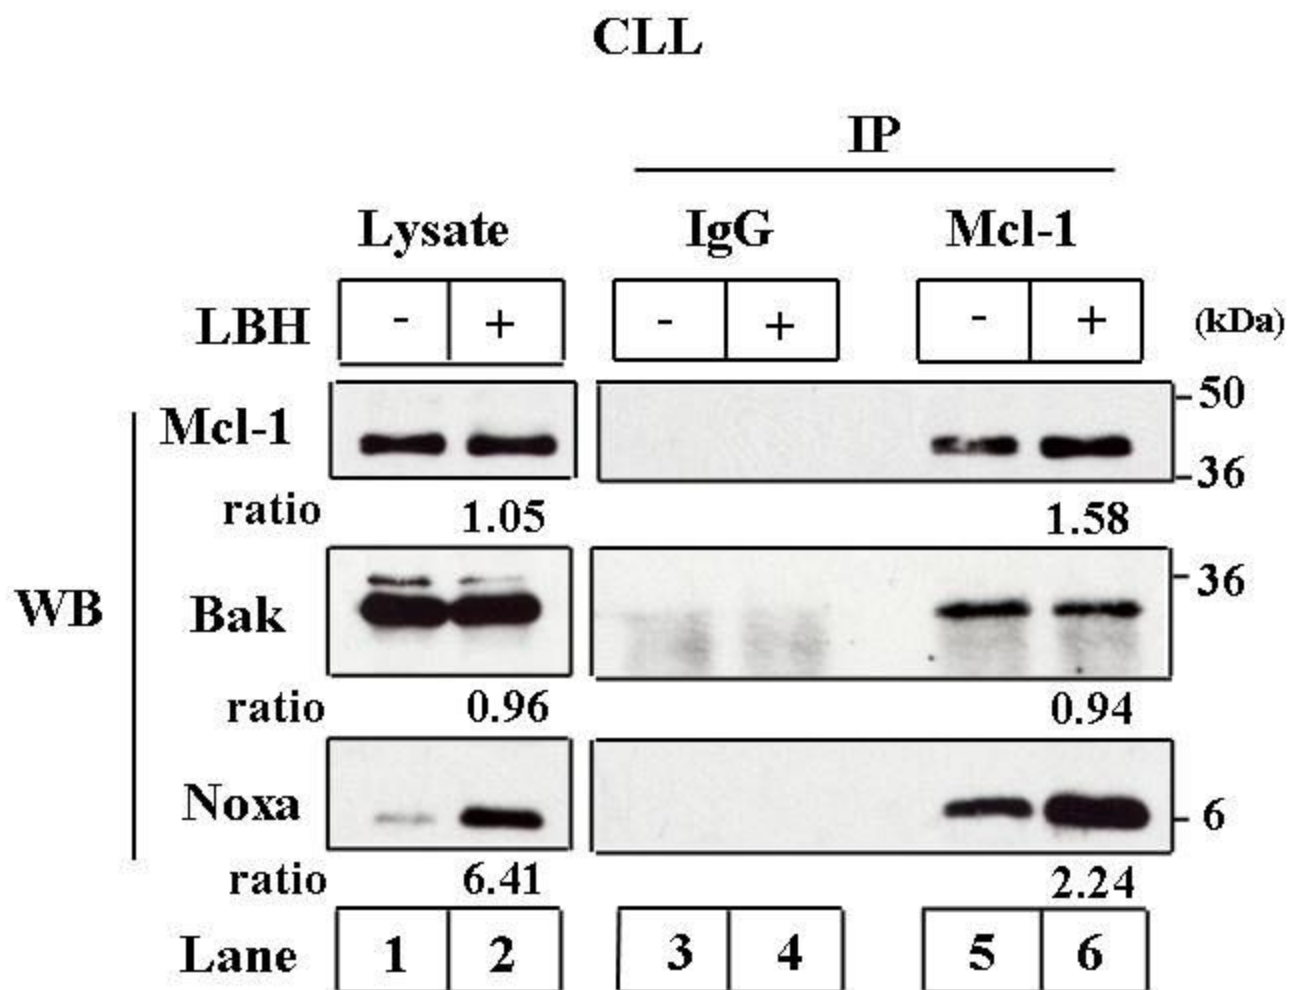 CLL
IP
Lysate IgG Mcl-1
LBH - + - + - + (kDa)
50
Mcl-1
36
ratio 1.05 1.58
36
WB Bak
ratio 0.96 0.94
Noxa 6
ratio 6.41 2.24
Lane 1 2 3 4 5 6